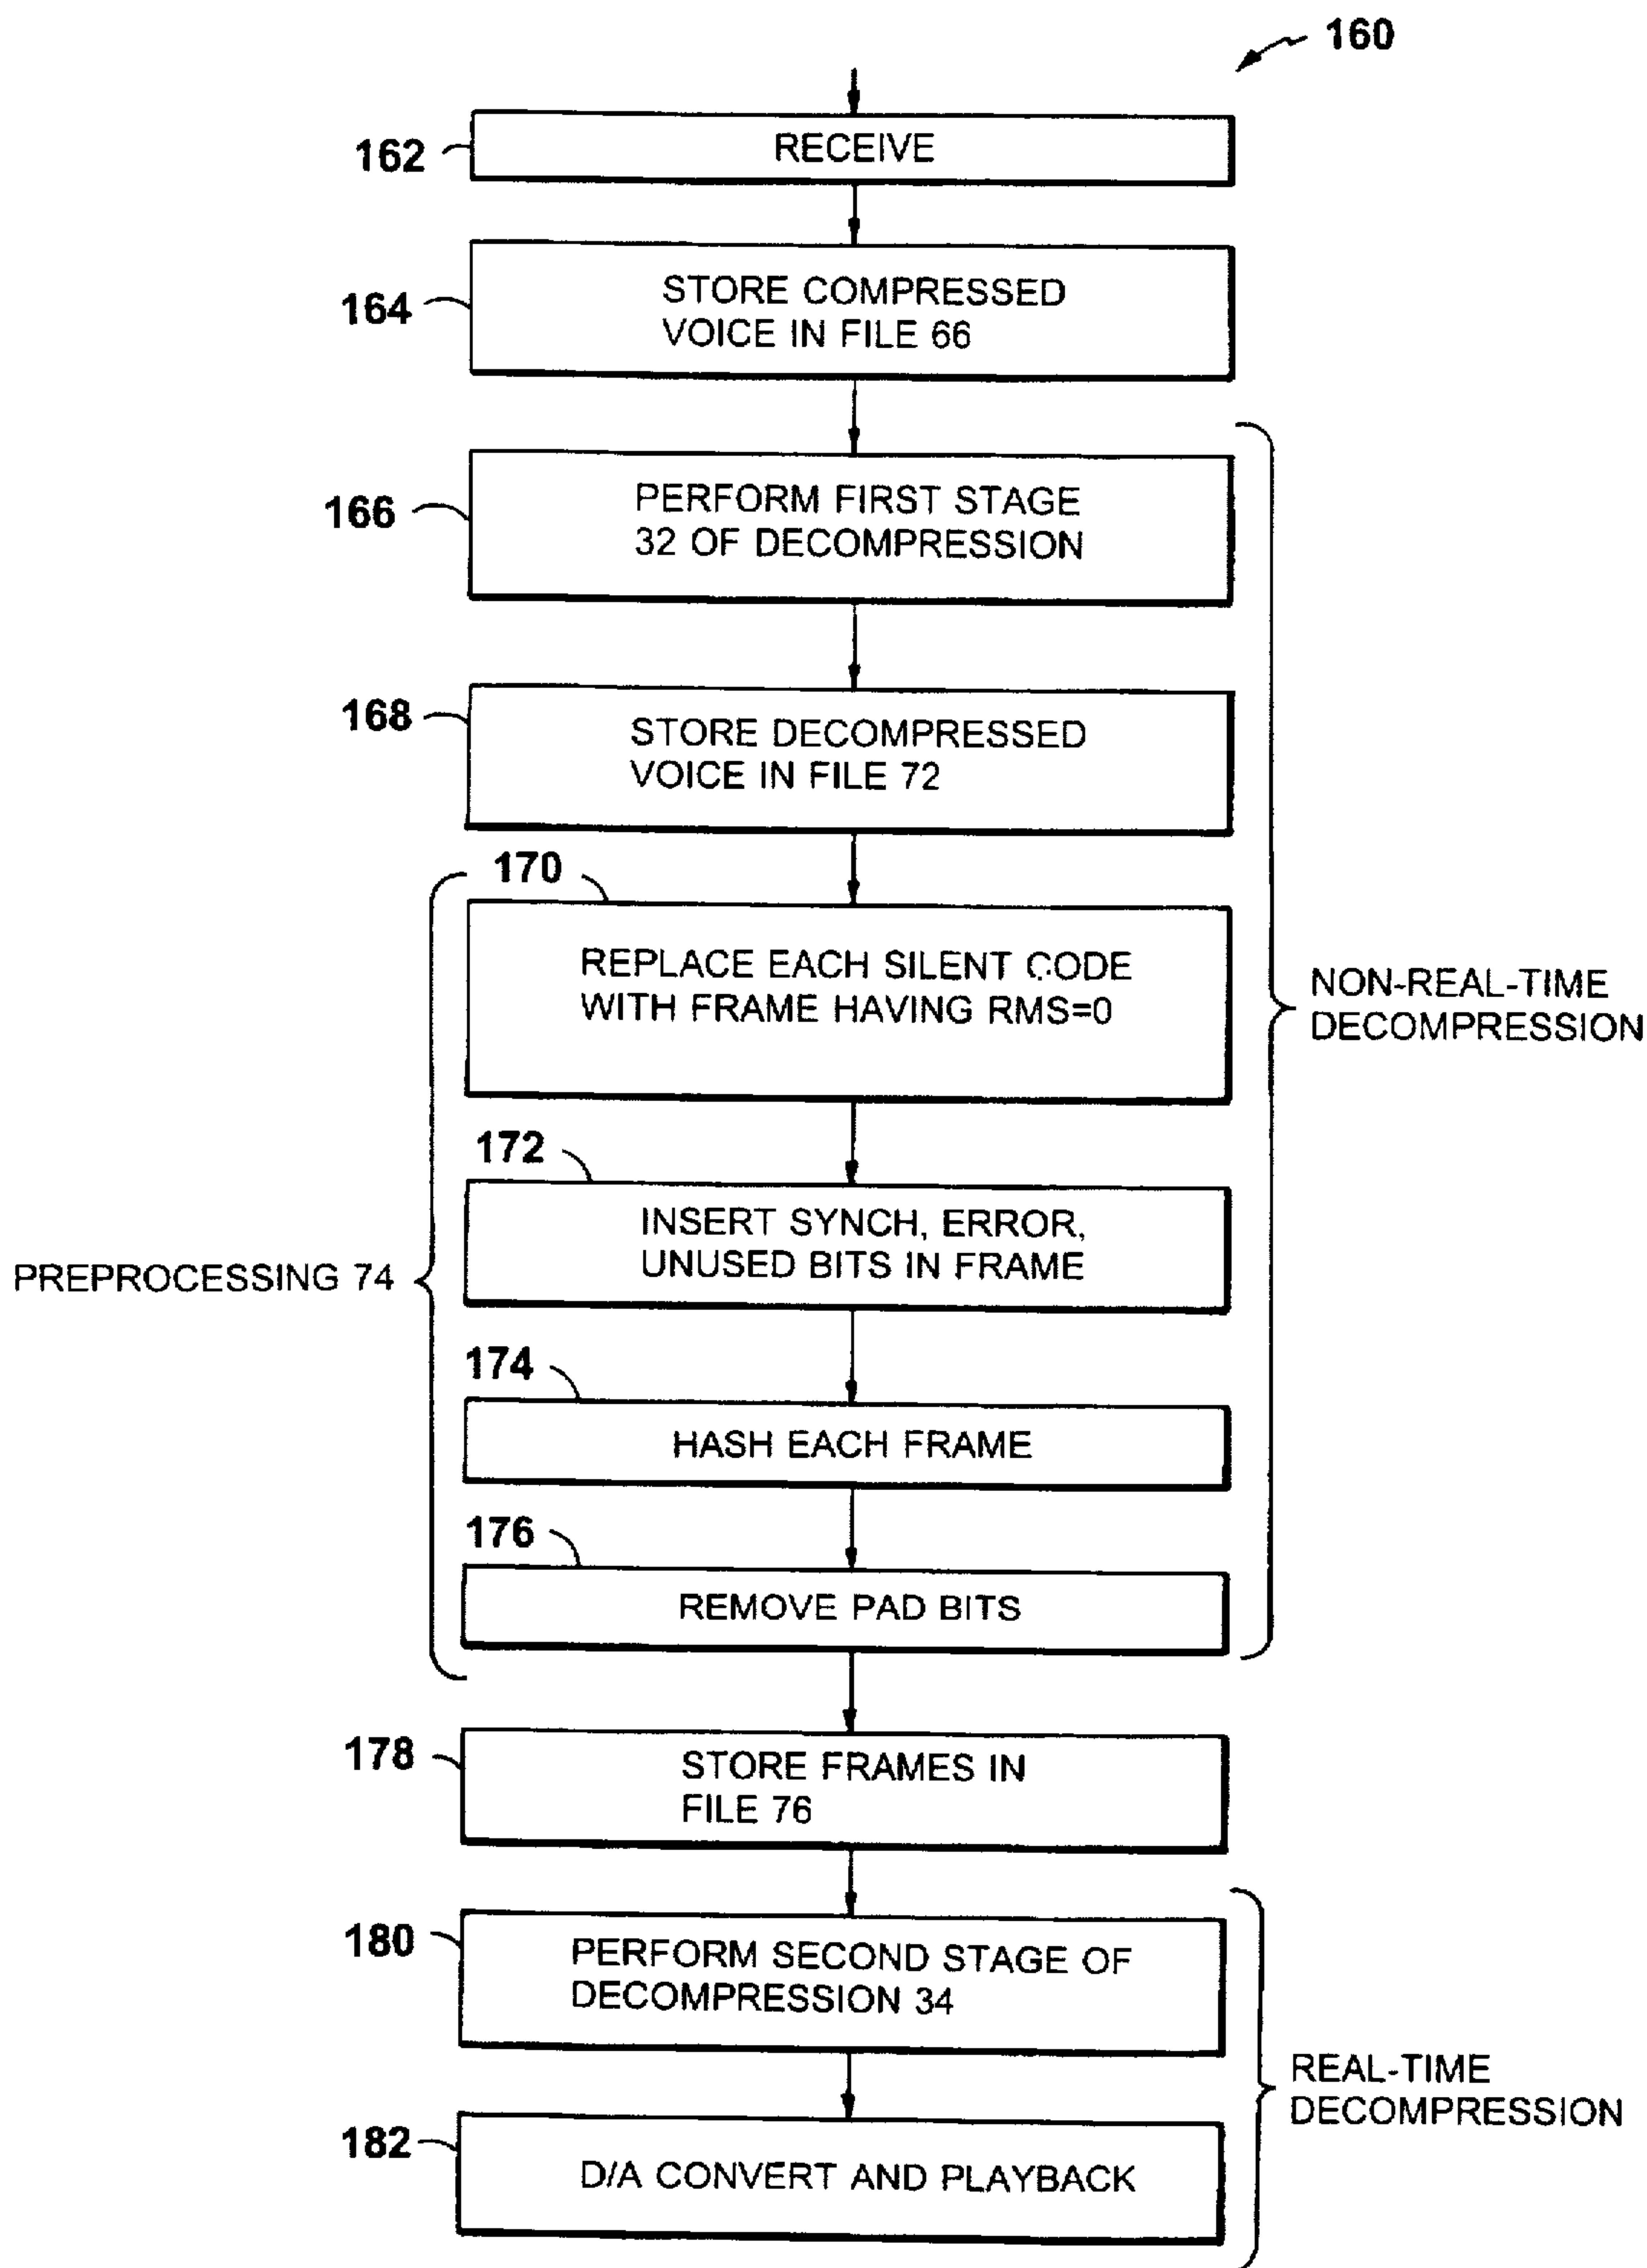 160
162
RECEIVE
164
STORE COMPRESSED
VOICE IN FILE 66
166
PERFORM FIRST STAGE
32 OF DECOMPRESSION
168
STORE DECOMPRESSED
VOICE IN FILE 72
170
REPLACE EACH SILENT CODE
WITH FRAME HAVING RMS=0
NON-REAL-TIME
DECOMPRESSION
172
INSERT SYNCH, ERROR,
UNUSED BITS IN FRAME
PREPROCESSING 74
174
HASH EACH FRAME
176
REMOVE PAD BITS
178
STORE FRAMES IN
FILE 76
180
PERFORM SECOND STAGE OF
DECOMPRESSION 34
REAL-TIME
DECOMPRESSION
182
D/A CONVERT AND PLAYBACK